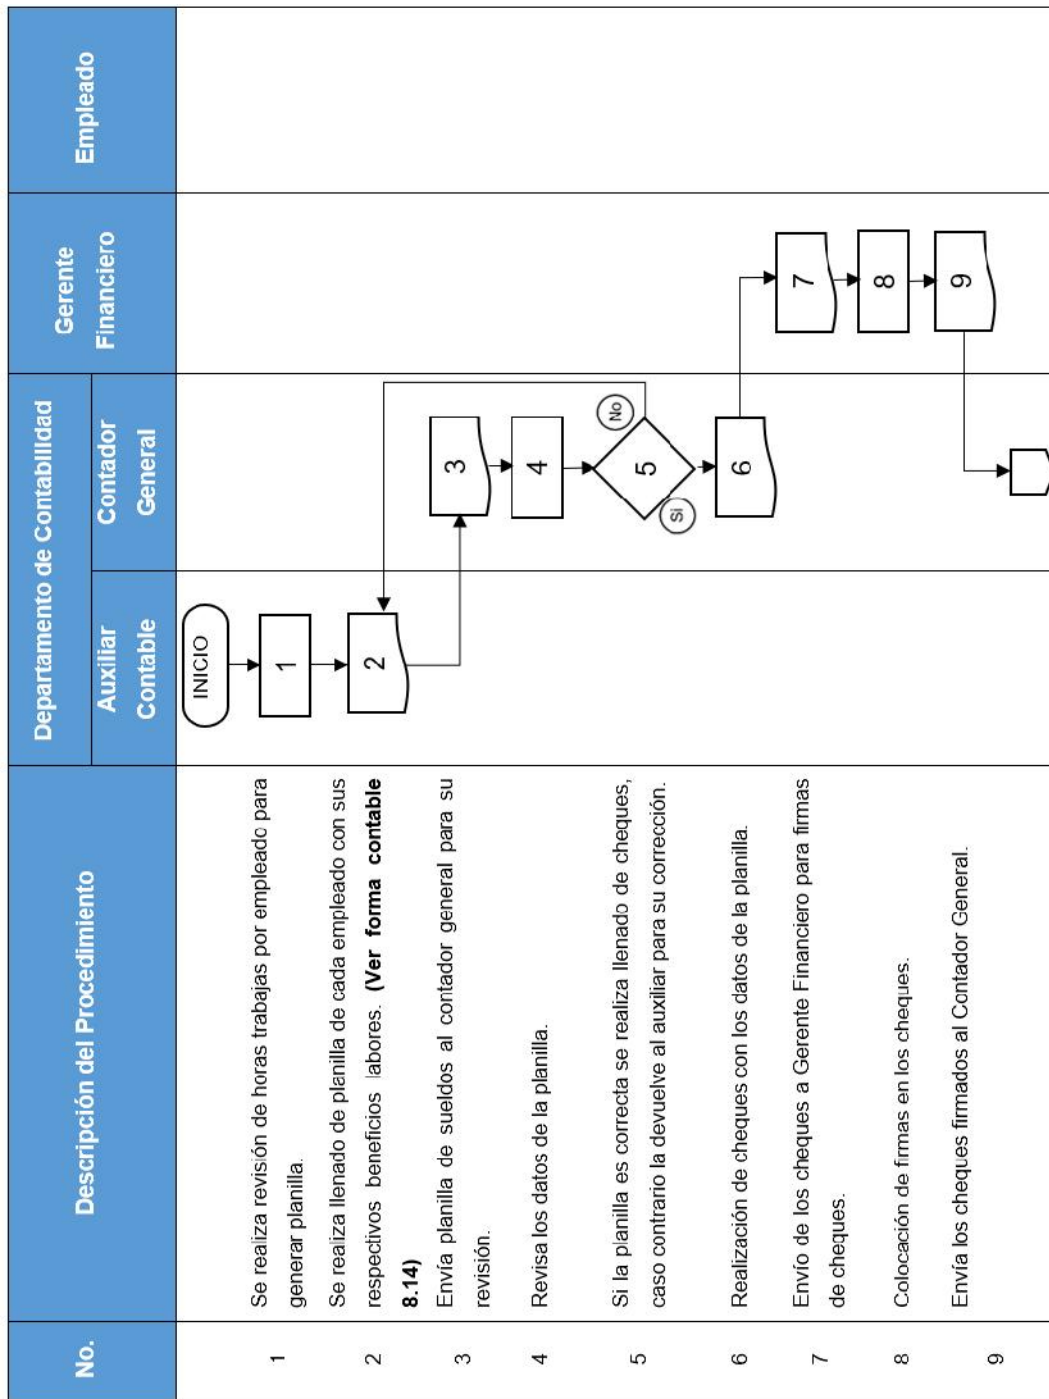 No.
Descripción del Procedimiento
Departamento de Contabilidad
Auxiliar
Contable
Contador
General
Gerente
Financiero
Empleado
INICIO
1
Se realiza revisión de horas trabajas por empleado para
generar planilla.
1
2
Se realiza llenado de planilla de cada empleado con sus
respectivos beneficios labores. (Ver forma contable
8.14)
2
3
Envía planilla de sueldos al contador general para su
revisión.
3
4
Revisa los datos de la planilla.
4
5
Si la planilla es correcta se realiza llenado de cheques,
caso contrario la devuelve al auxiliar para su corrección.
5
Si
No
6
Realización de cheques con los datos de la planilla.
6
7
Envío de los cheques a Gerente Financiero para firmas
de cheques.
7
8
Colocación de firmas en los cheques.
8
9
Envía los cheques firmados al Contador General.
9